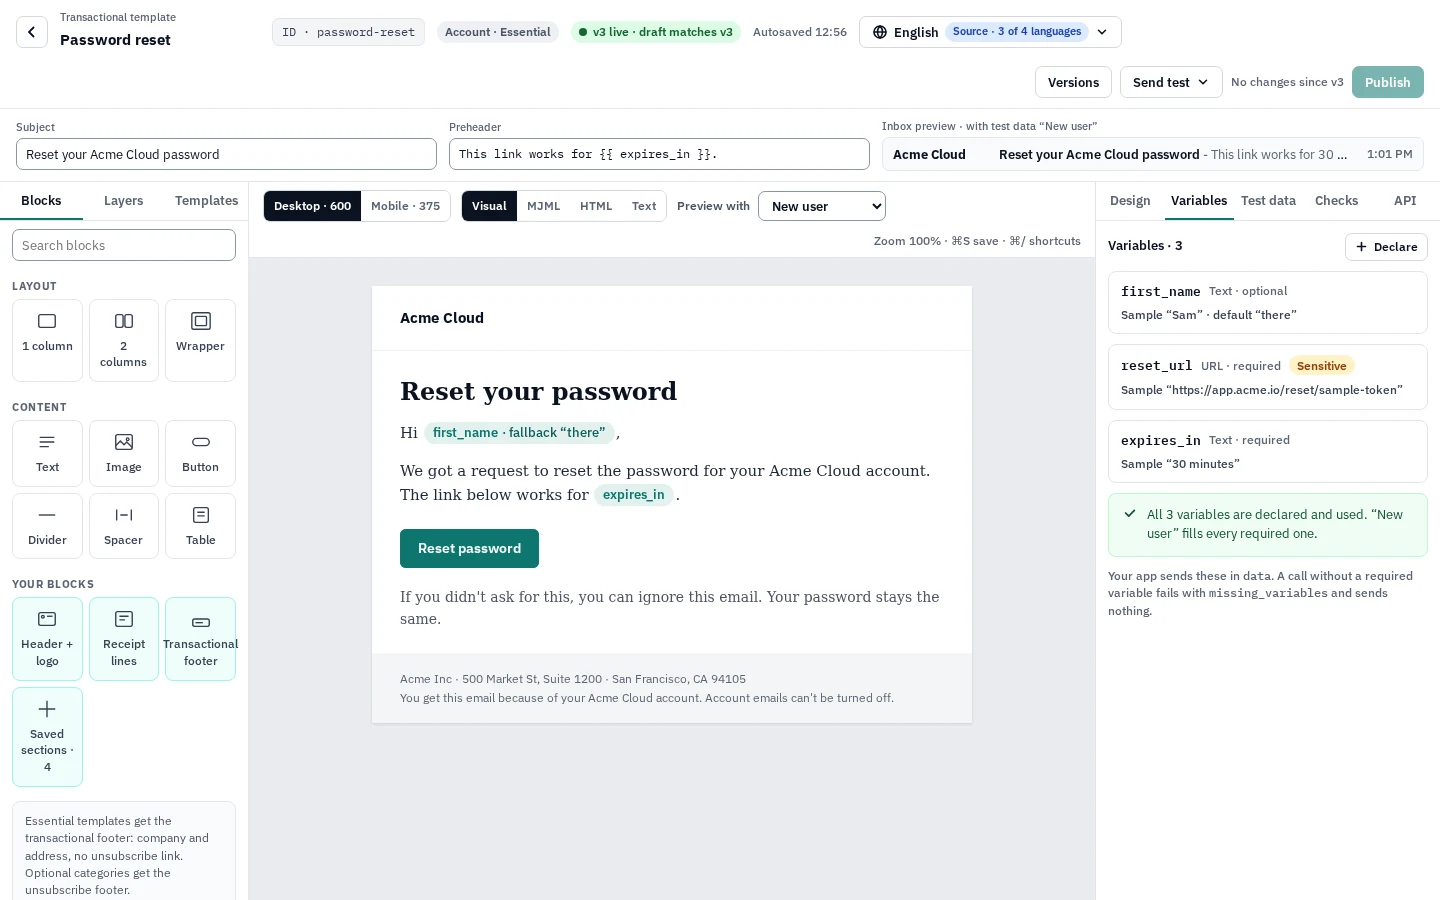 Transactional template
Password reset
ID · password-reset
Account · Essential
v3 live · draft matches v3
Autosaved 12:56
English
Source · 3 of 4 languages
Versions
Send test
No changes since v3
Publish
Subject
Reset your Acme Cloud password
Preheader
This link works for {{ expires_in }}.
Inbox preview · with test data “New user”
Acme Cloud
Reset your Acme Cloud password - This link works for 30 ...
1:01 PM
Blocks
Layers
Templates
Search blocks
LAYOUT
1 column
2
columns
Wrapper
CONTENT
Text
Image
Button
Divider
Spacer
Table
YOUR BLOCKS
Header +
logo
Receipt
lines
Transactional
footer
Saved
sections ·
4
Essential templates get the
transactional footer: company and
address, no unsubscribe link.
Optional categories get the
unsubscribe footer.
Desktop · 600
Mobile · 375
Visual
MJML
HTML
Text
Preview with
New user
Zoom 100% · ⌘S save · ⌘/ shortcuts
Acme Cloud
Reset your password
Hi first_name · fallback “there” ,
We got a request to reset the password for your Acme Cloud account.
The link below works for expires_in .
Reset password
If you didn't ask for this, you can ignore this email. Your password stays the
same.
Acme Inc · 500 Market St, Suite 1200 · San Francisco, CA 94105
You get this email because of your Acme Cloud account. Account emails can't be turned off.
Design
Variables
Test data
Checks
API
Variables · 3
Declare
first_name Text · optional
Sample “Sam” · default “there”
reset_url URL · required Sensitive
Sample “https://app.acme.io/reset/sample-token”
expires_in Text · required
Sample “30 minutes”
All 3 variables are declared and used. “New
user” fills every required one.
Your app sends these in data. A call without a required
variable fails with missing_variables and sends
nothing.